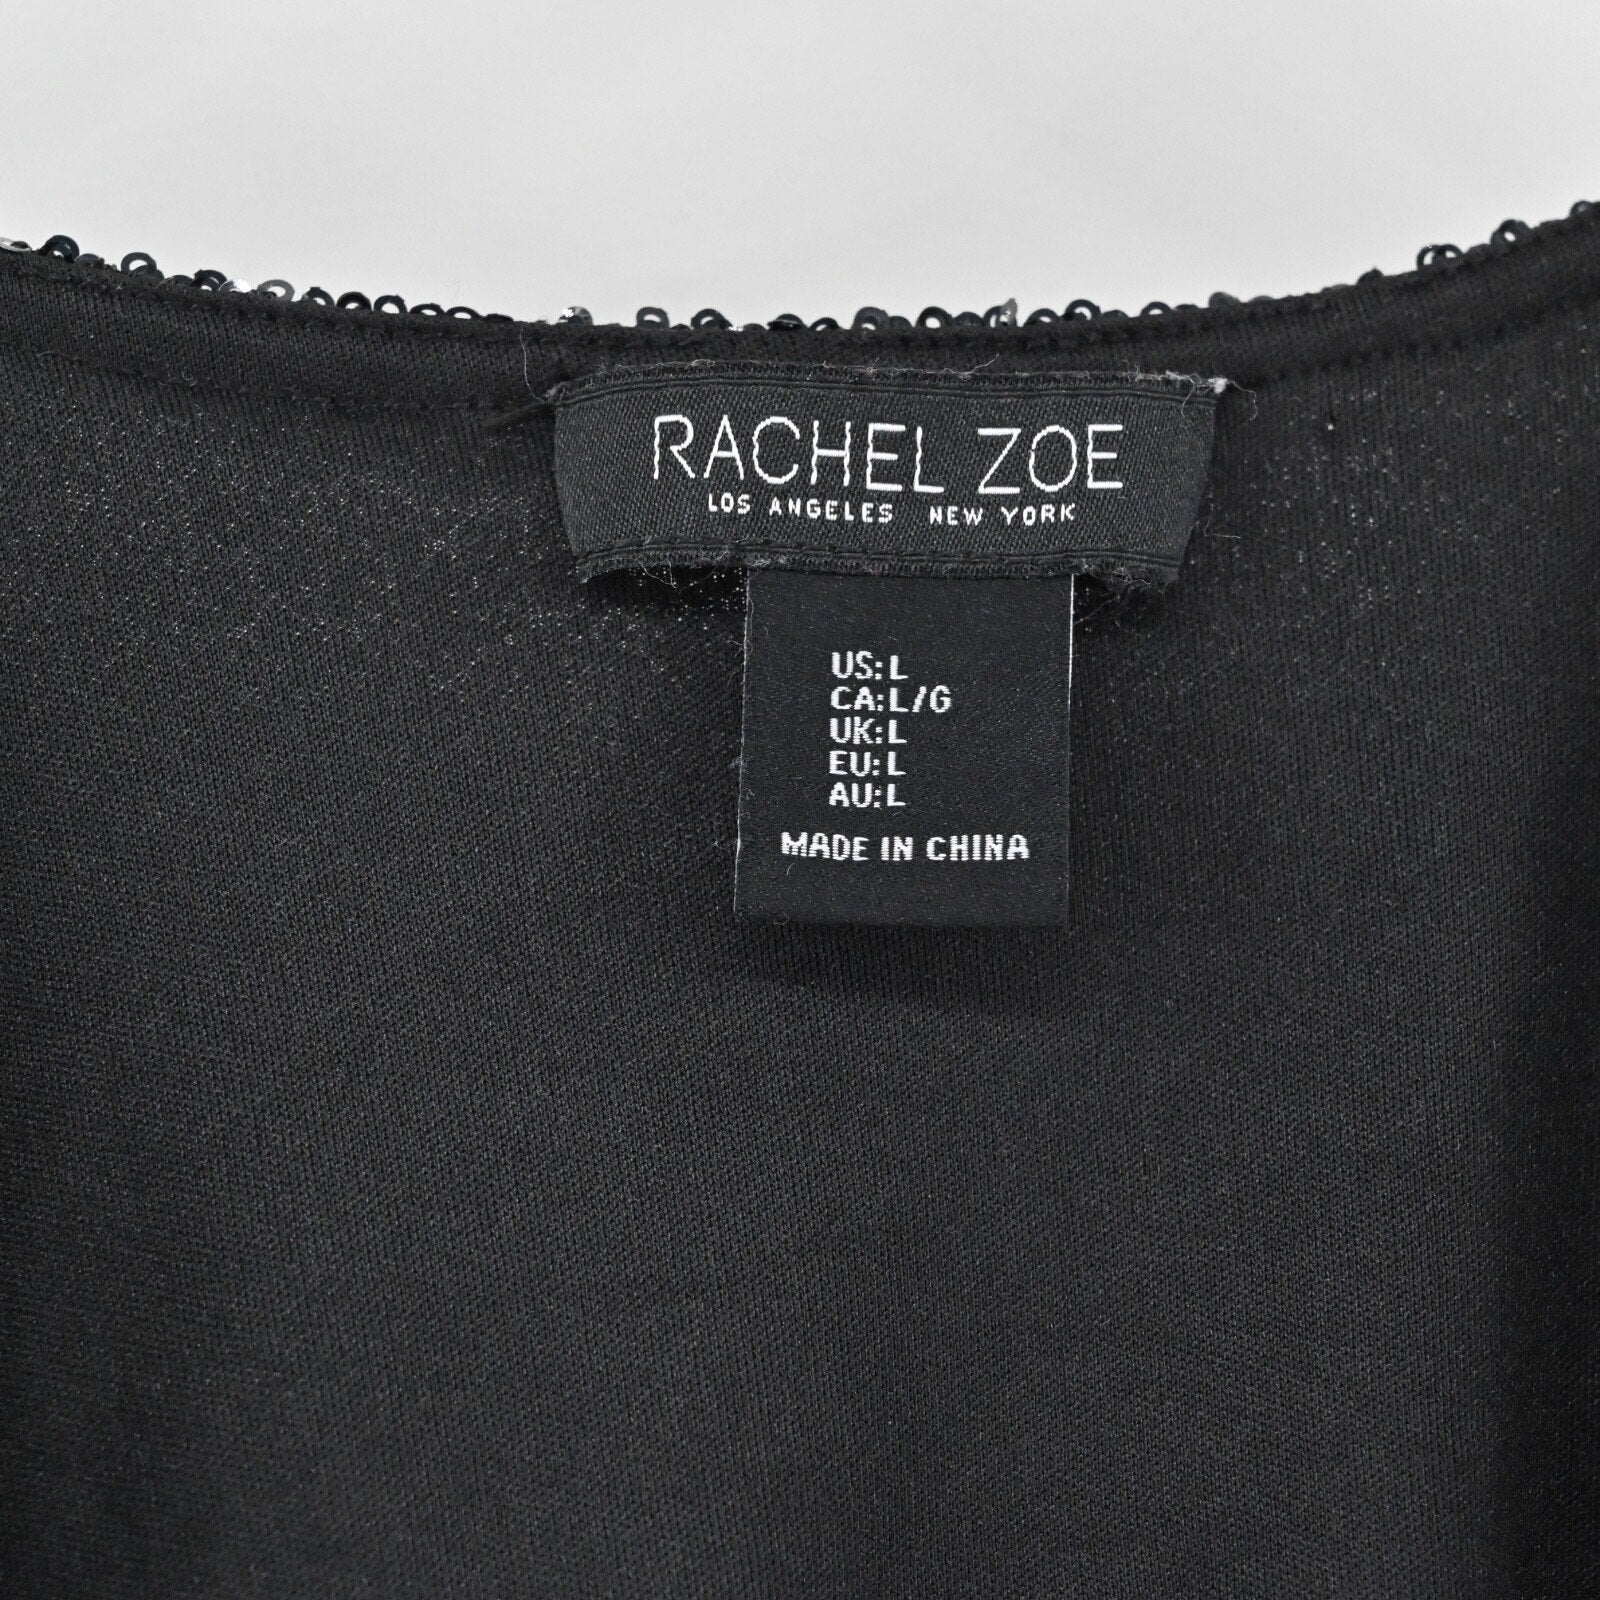 RACHEL ZOE
LOS ANGELES NEW YORK
US: L
CA: L/G
UK: L
EU: L
AU: L
MADE IN CHINA